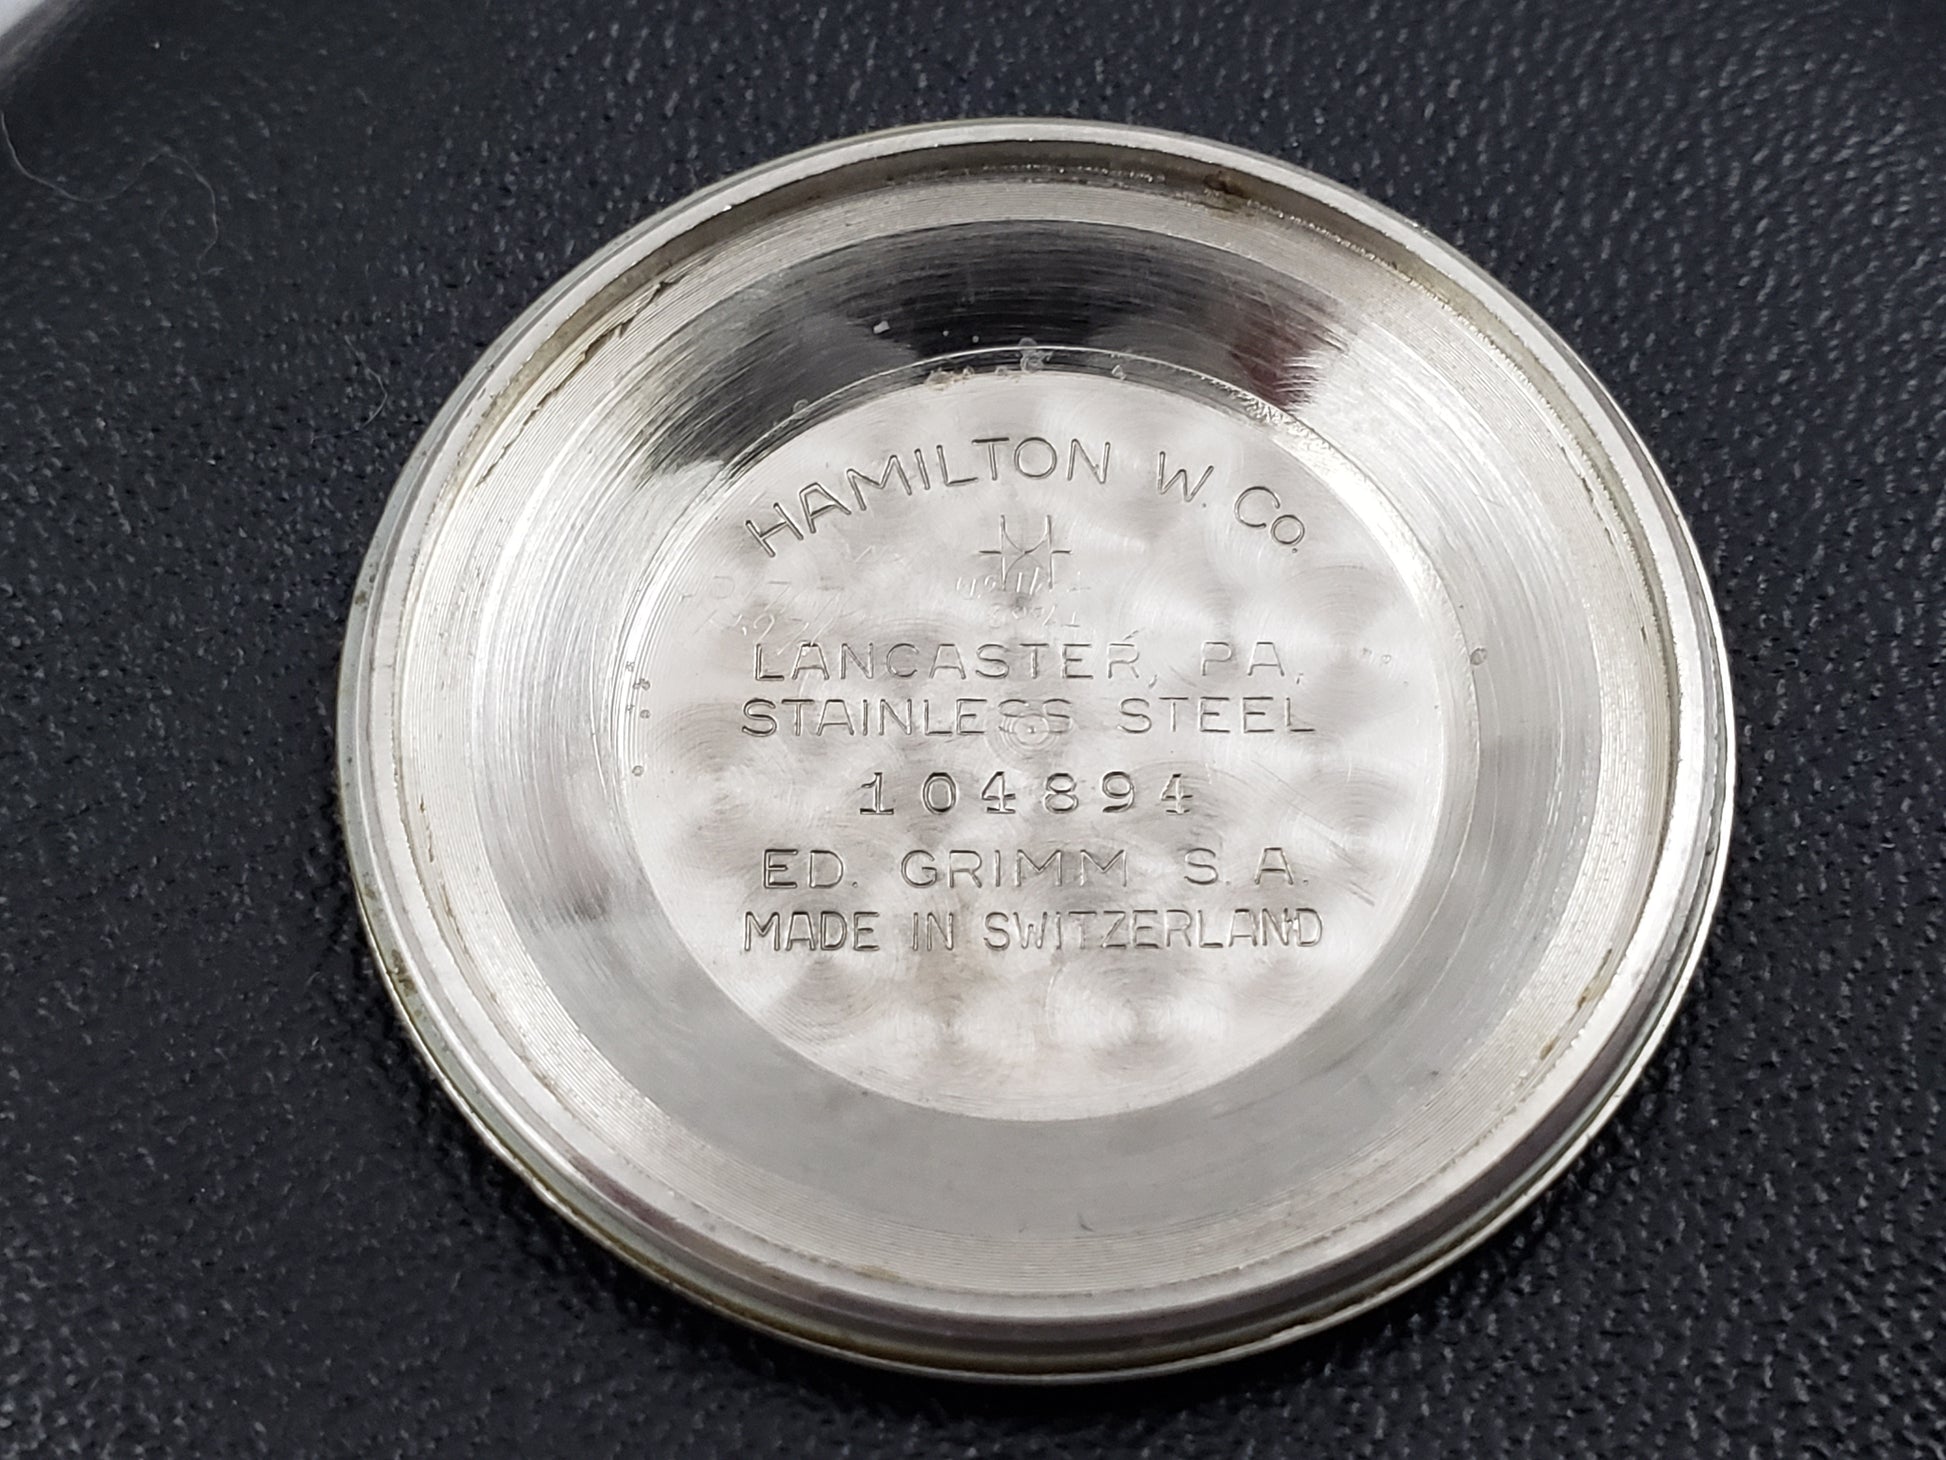 HAMILTON W. Co.
H
LANCASTER, PA.
STAINLESS STEEL
104894
ED. GRIMM S. A.
MADE IN SWITZERLAND